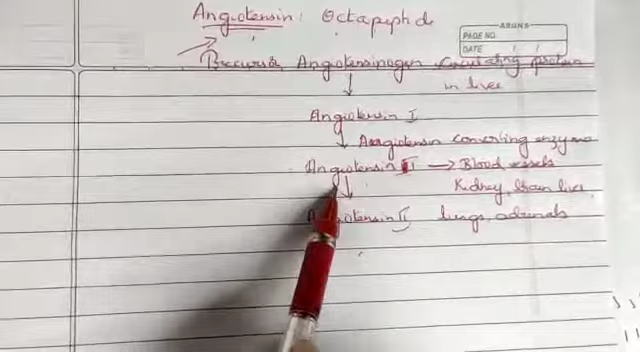 Angiotensin: Octapeptide
ARUNS
PAGE NO.
DATE / /
Precursor Angiotensinogen circulating protein
in liver
Angiotensin I
Angiotensin converting enzyme
Angiotensin II → Blood vessels
Kidney, brain liver
Angiotensin II lungs, adrenals